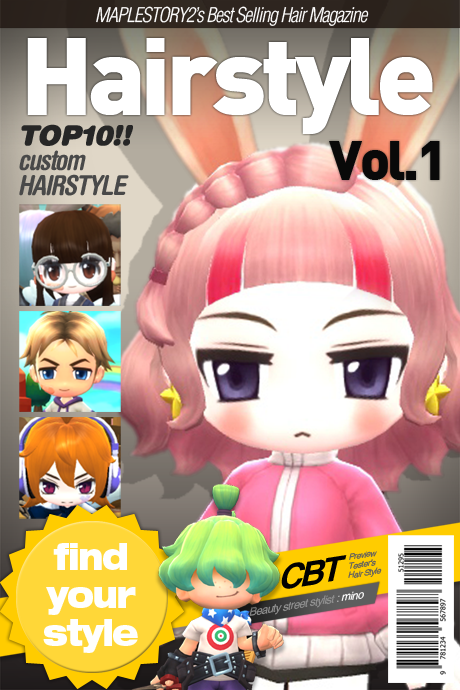 MAPLESTORY2's Best Selling Hair Magazine
Hairstyle
Vol.1
TOP10!!
custom
HAIRSTYLE
find
your
style
CBT
Preview
Tester's
Hair Style
Beauty street stylist : mino
51295
9 781234 567897